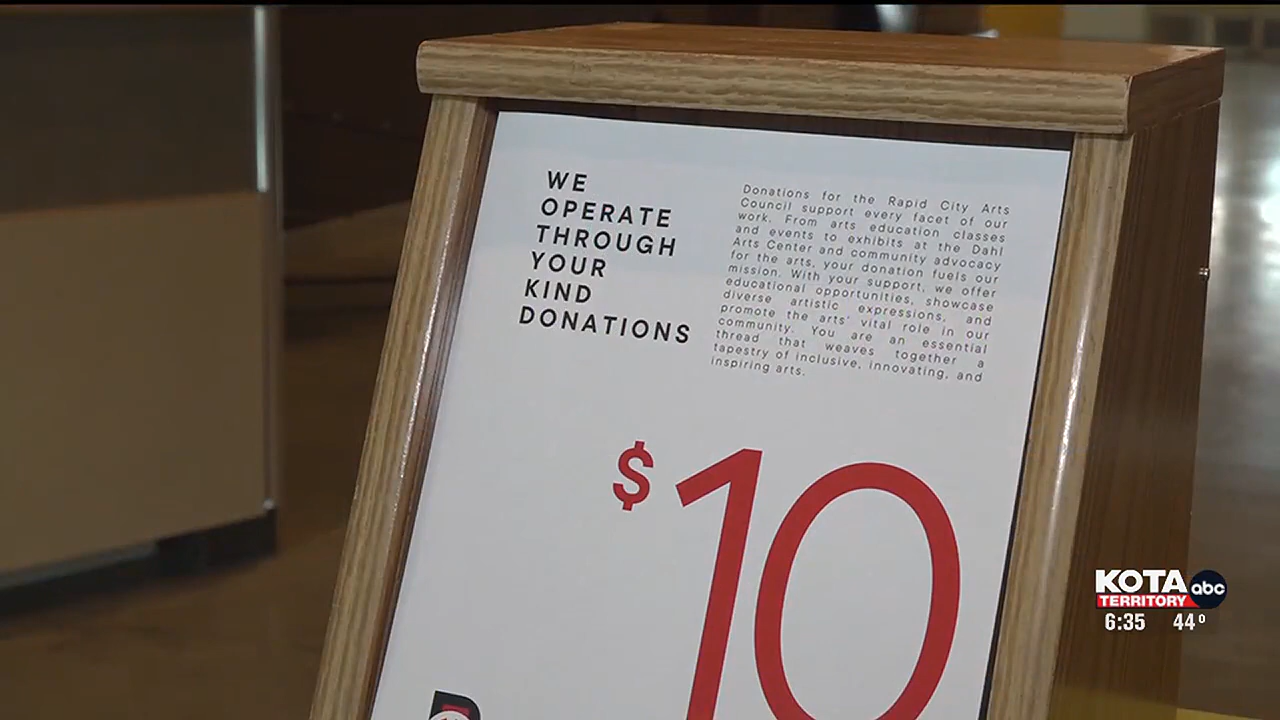 WE
OPERATE
THROUGH
YOUR
KIND
DONATIONS
Donations for the Rapid City Arts
Council support every facet of our
work. From arts education classes
and events to exhibits at the Dahl
Arts Center and community advocacy
for the arts, your donation fuels our
mission. With your support, we offer
educational opportunities, showcase
diverse artistic expressions, and
promote the arts' vital role in our
community. You are an essential
thread that weaves together a
tapestry of inclusive, innovating, and
inspiring arts.
$10
KOTA abc
TERRITORY
6:35 44°